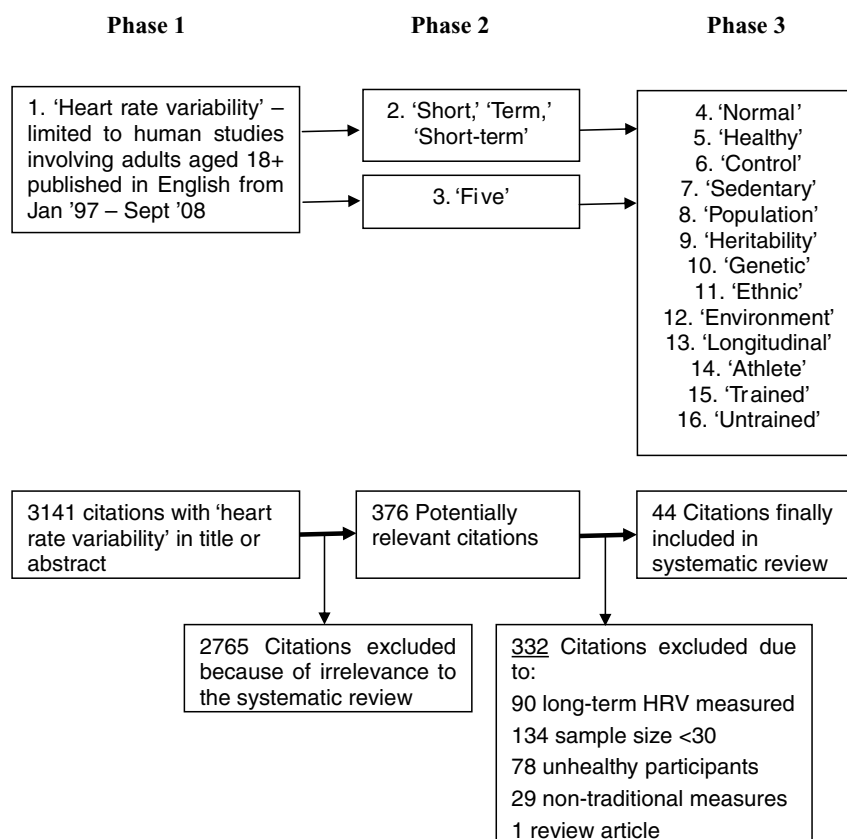 Phase 1
Phase 2
Phase 3
1. ‘Heart rate variability’ –
limited to human studies
involving adults aged 18+
published in English from
Jan ’97 – Sept ’08
2. ‘Short,’ ‘Term,’
‘Short-term’
3. ‘Five’
4. ‘Normal’
5. ‘Healthy’
6. ‘Control’
7. ‘Sedentary’
8. ‘Population’
9. ‘Heritability’
10. ‘Genetic’
11. ‘Ethnic’
12. ‘Environment’
13. ‘Longitudinal’
14. ‘Athlete’
15. ‘Trained’
16. ‘Untrained’
3141 citations with ‘heart
rate variability’ in title or
abstract
376 Potentially
relevant citations
44 Citations finally
included in
systematic review
2765 Citations excluded
because of irrelevance to
the systematic review
332 Citations excluded due
to:
90 long-term HRV measured
134 sample size <30
78 unhealthy participants
29 non-traditional measures
1 review article